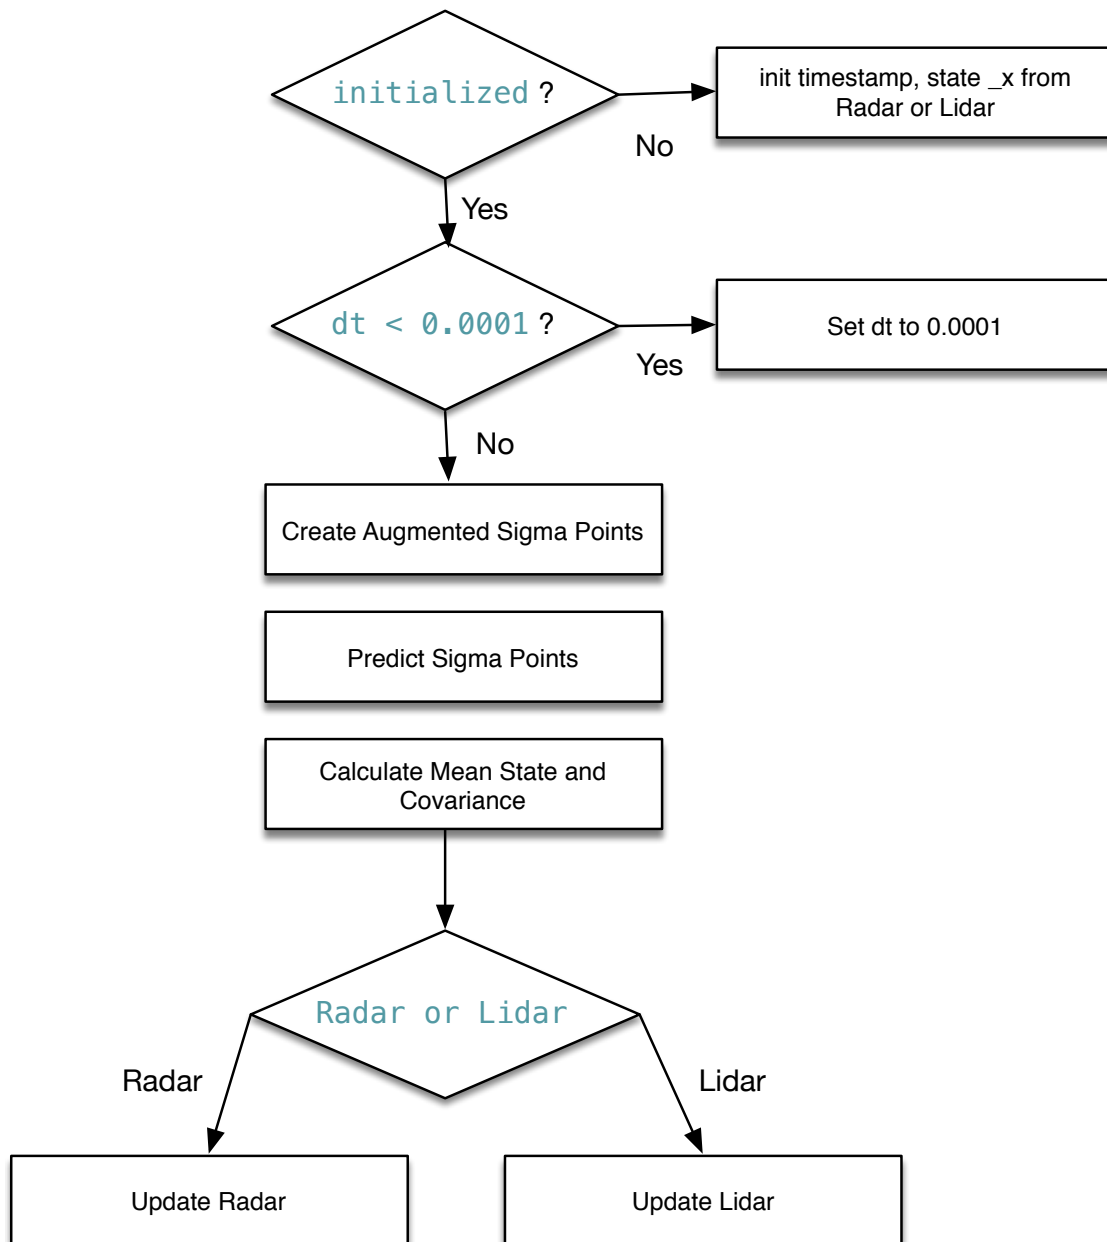 initialized ?
init timestamp, state _x from
Radar or Lidar
No
Yes
dt < 0.0001 ?
Set dt to 0.0001
Yes
No
Create Augmented Sigma Points
Predict Sigma Points
Calculate Mean State and
Covariance
Radar or Lidar
Radar
Lidar
Update Radar
Update Lidar